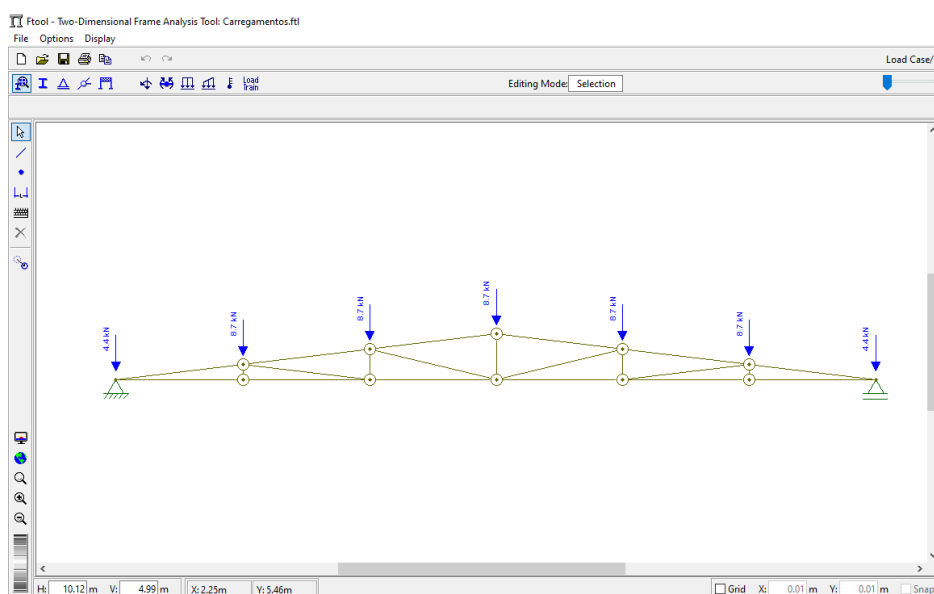 Ftool - Two-Dimensional Frame Analysis Tool: Carregamentos.ftl
File Options Display
Load Case/
Load
Train
Editing Mode: Selection
8.7 kN
8.7 kN
8.7 kN
8.7 kN
8.7 kN
4.4 kN
4.4 kN
H: 10.12 m V: 4.99 m X: 2.25m Y: 5.46m Grid X: 0.01 m Y: 0.01 m Snap